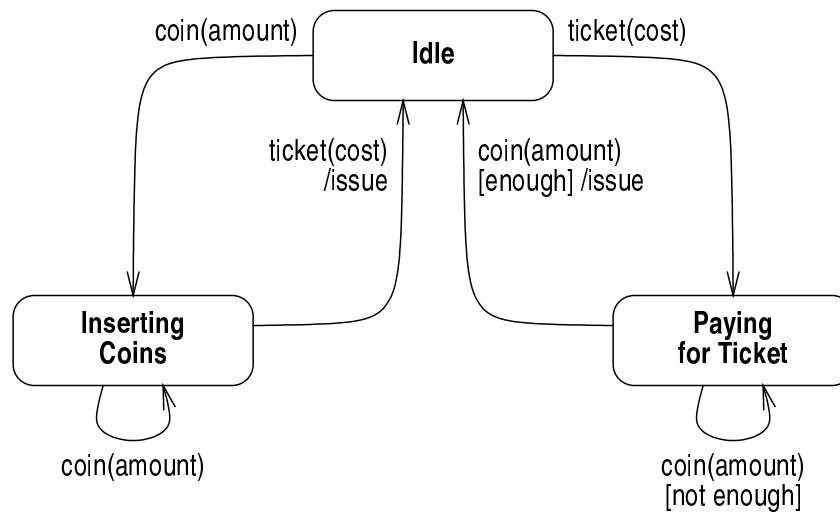 coin(amount)
Idle
ticket(cost)
ticket(cost)
/issue
coin(amount)
[enough] /issue
Inserting
Coins
Paying
for Ticket
coin(amount)
coin(amount)
[not enough]